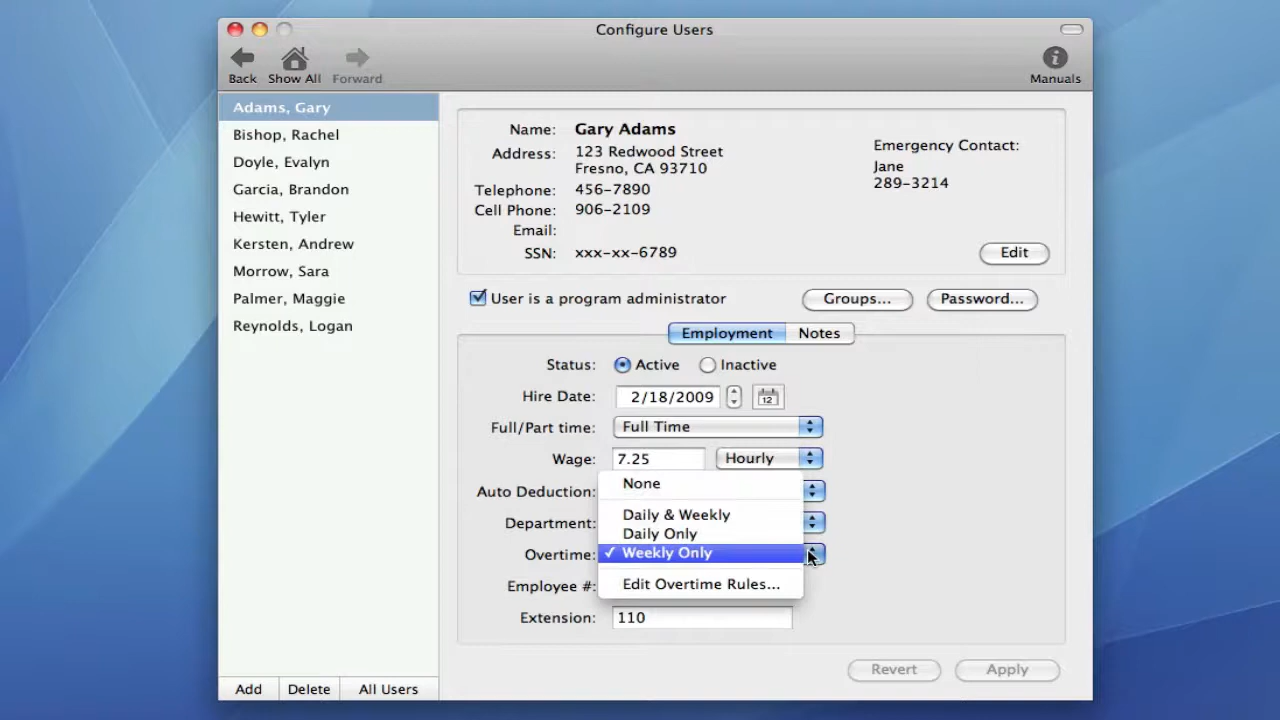 Configure Users
Back
Show All
Forward
Manuals
Adams, Gary
Bishop, Rachel
Doyle, Evalyn
Garcia, Brandon
Hewitt, Tyler
Kersten, Andrew
Morrow, Sara
Palmer, Maggie
Reynolds, Logan
Add
Delete
All Users
Name: Gary Adams
Address: 123 Redwood Street
Fresno, CA 93710
Telephone: 456-7890
Cell Phone: 906-2109
Email:
SSN: xxx-xx-6789
Emergency Contact:
Jane
289-3214
Edit
User is a program administrator
Groups...
Password...
Employment
Notes
Status: Active Inactive
Hire Date: 2/18/2009
12
Full/Part time: Full Time
Wage: 7.25 Hourly
Auto Deduction:
Department:
Overtime:
Employee #:
None
Daily & Weekly
Daily Only
✓ Weekly Only
Edit Overtime Rules...
Extension: 110
Revert
Apply